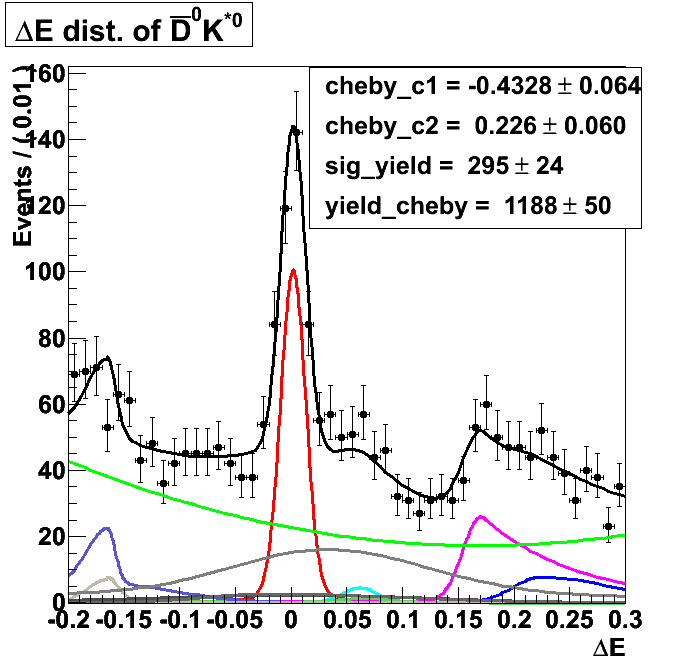 ΔE dist. of D̅⁰K*⁰
cheby_c1 = -0.4328 ± 0.064
cheby_c2 = 0.226 ± 0.060
sig_yield = 295 ± 24
yield_cheby = 1188 ± 50
Events / ( 0.01 )
160
140
120
100
80
60
40
20
0
-0.2 -0.15 -0.1 -0.05 0 0.05 0.1 0.15 0.2 0.25 0.3
ΔE